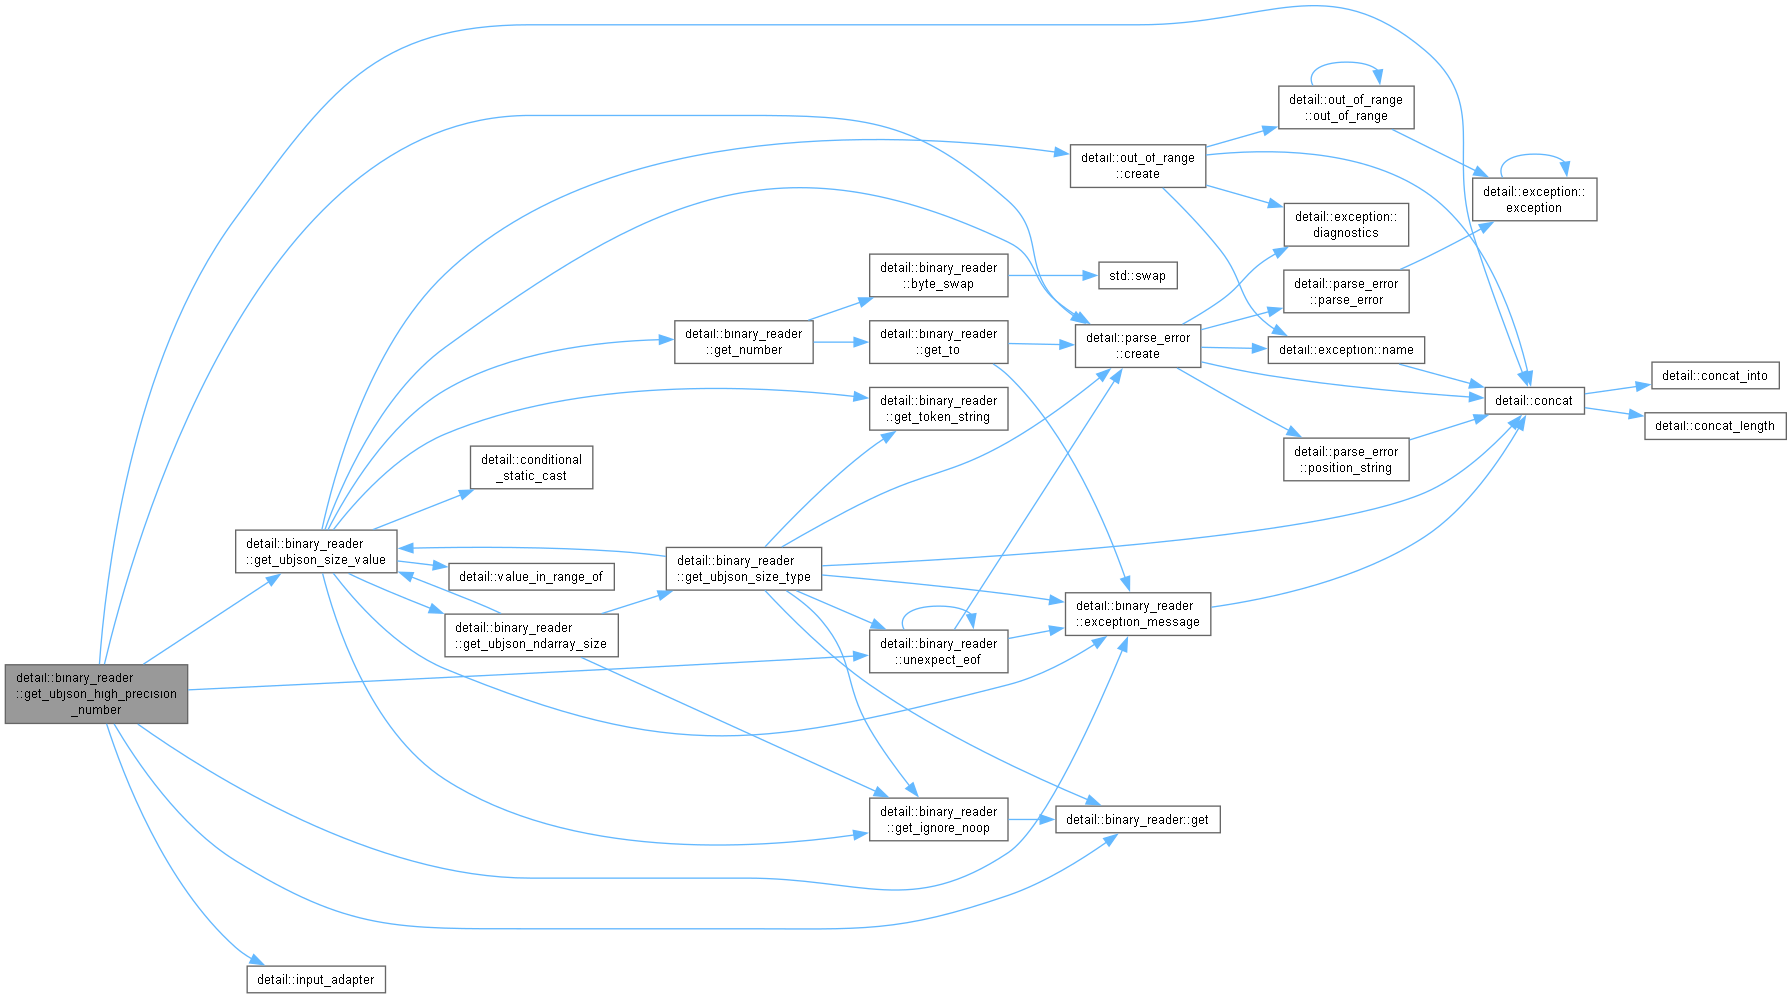 detail::out_of_range
::out_of_range
detail::out_of_range
::create
detail::exception::
exception
detail::exception::
diagnostics
detail::binary_reader
::byte_swap
std::swap
detail::parse_error
::parse_error
detail::binary_reader
::get_number
detail::binary_reader
::get_to
detail::parse_error
::create
detail::exception::name
detail::concat_into
detail::binary_reader
::get_token_string
detail::concat
detail::concat_length
detail::conditional
_static_cast
detail::parse_error
::position_string
detail::binary_reader
::get_ubjson_size_value
detail::value_in_range_of
detail::binary_reader
::get_ubjson_size_type
detail::binary_reader
::get_ubjson_ndarray_size
detail::binary_reader
::exception_message
detail::binary_reader
::unexpect_eof
detail::binary_reader
::get_ubjson_high_precision
_number
detail::binary_reader
::get_ignore_noop
detail::binary_reader::get
detail::input_adapter